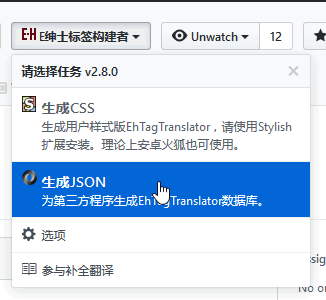 E·H E绅士标签构建者 Unwatch 12
请选择任务 v2.8.0
生成CSS
生成用户样式版EhTagTranslator，请使用Stylish
扩展安装。理论上安卓火狐也可使用。
生成JSON
为第三方程序生成EhTagTranslator数据库。
选项
参与补全翻译
No o